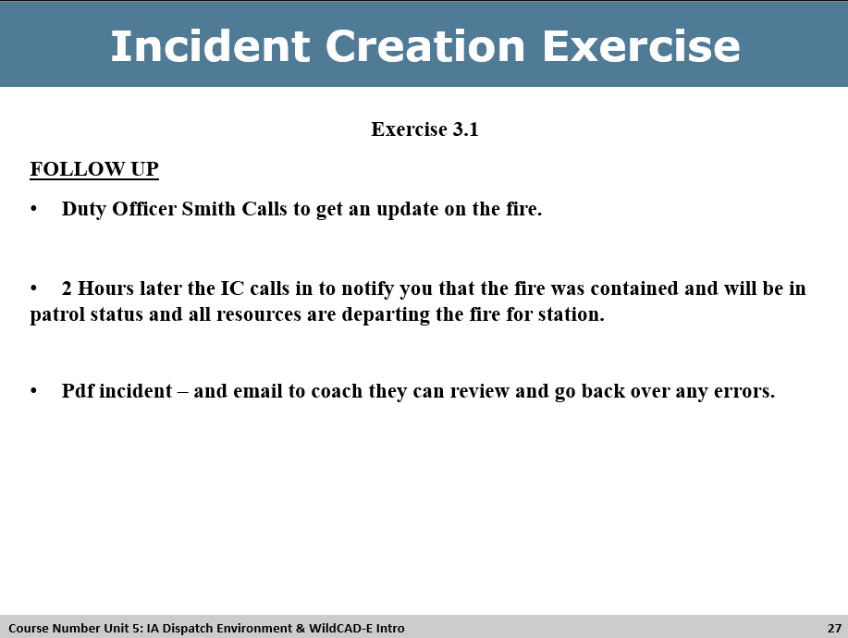 Incident Creation Exercise
Exercise 3.1
FOLLOW UP
• Duty Officer Smith Calls to get an update on the fire.
• 2 Hours later the IC calls in to notify you that the fire was contained and will be in
patrol status and all resources are departing the fire for station.
• Pdf incident – and email to coach they can review and go back over any errors.
Course Number Unit 5: IA Dispatch Environment & WildCAD-E Intro
27